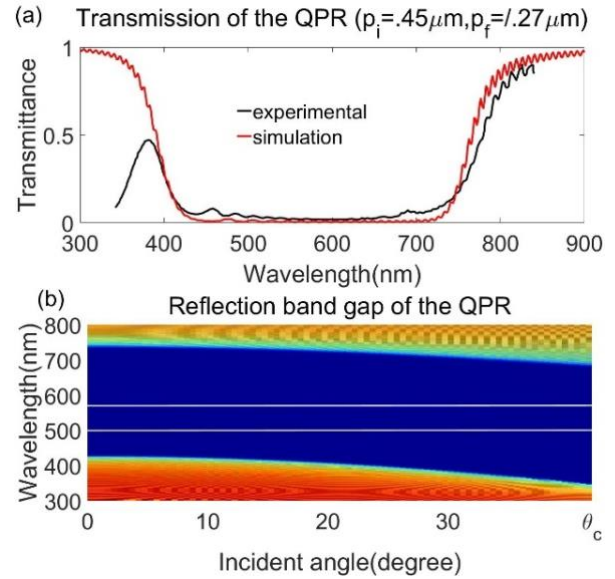 (a) Transmission of the QPR (p_i=.45μm,p_f=/.27μm)
1
0.5
0
Transmittance
experimental
simulation
300 400 500 600 700 800 900
Wavelength(nm)
(b) Reflection band gap of the QPR
800
700
600
500
400
300
Wavelength(nm)
0 10 20 30 θ_c
Incident angle(degree)